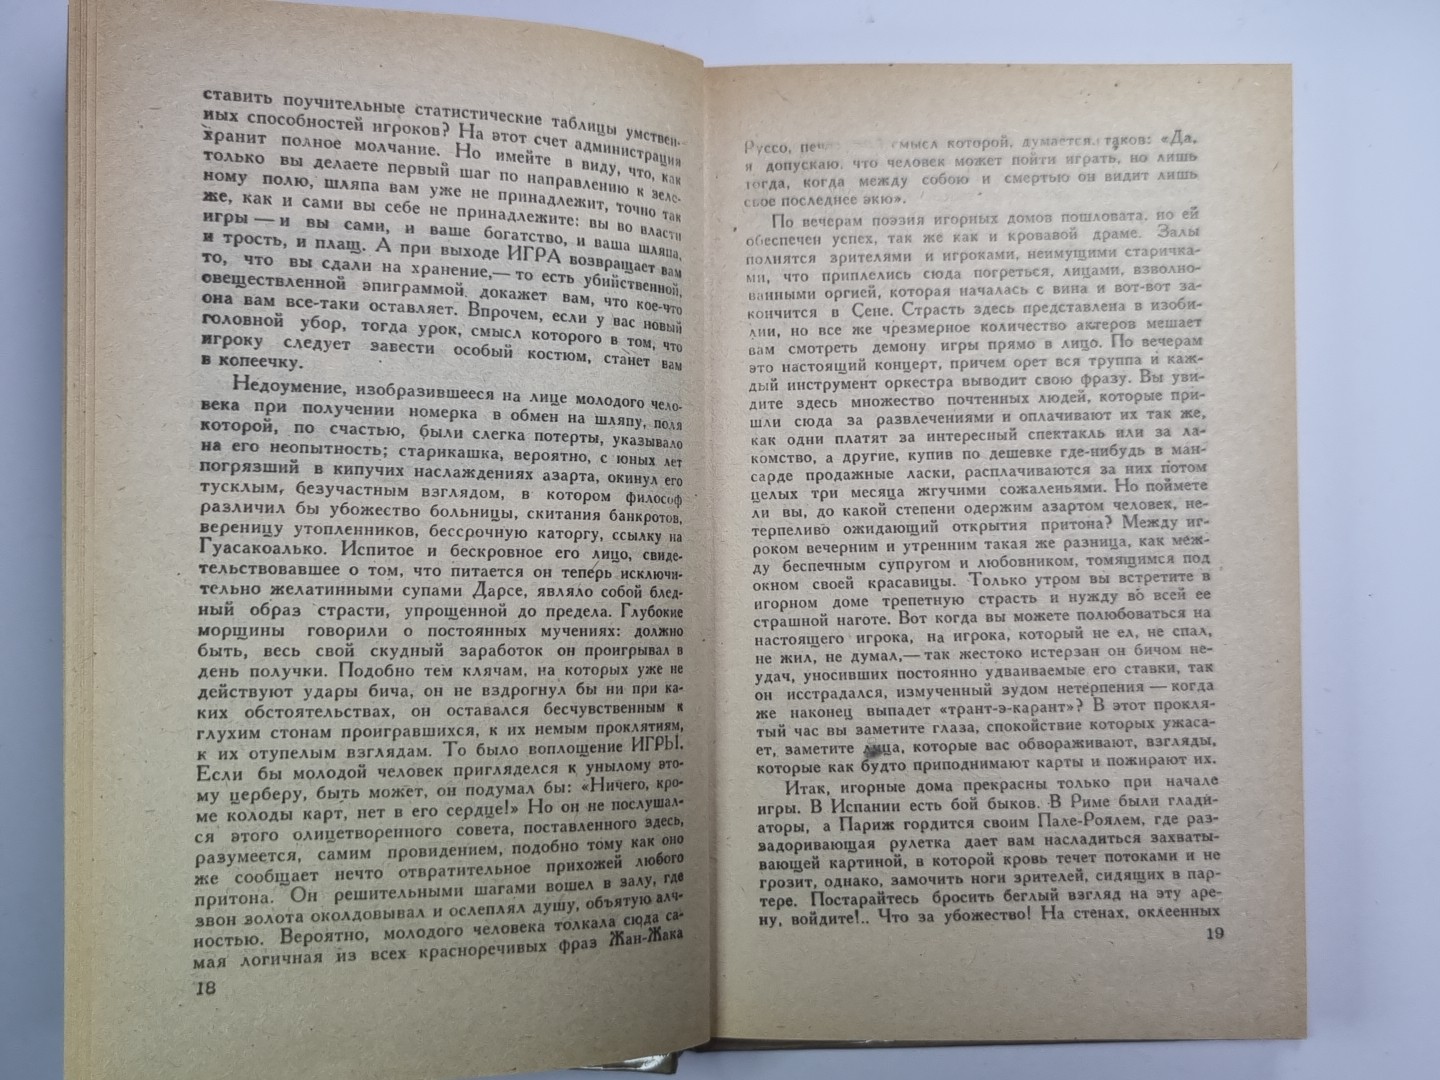 ставить поучительные статистические таблицы умствен-
ных способностей игроков? На этот счет администрация
хранит полное молчание. Но имейте в виду, что, как
только вы делаете первый шаг по направлению к зеле-
ному полю, шляпа вам уже не принадлежит, точно так
же, как и сами вы себе не принадлежите: вы во власти
игры — и вы сами, и ваше богатство, и ваша шляпа,
и трость, и плащ. А при выходе ИГРА возвращает вам
то, что вы сдали на хранение,— то есть убийственной,
овеществленной эпиграммой докажет вам, что кое-что
она вам все-таки оставляет. Впрочем, если у вас новый
головной убор, тогда урок, смысл которого в том, что
игроку следует завести особый костюм, станет вам
в копеечку.
Недоумение, изобразившееся на лице молодого чело-
века при получении номерка в обмен на шляпу, поля
которой, по счастью, были слегка потерты, указывало
на его неопытность; старикашка, вероятно, с юных лет
погрязший в кипучих наслаждениях азарта, окинул его
тусклым, безучастным взглядом, в котором философ
различил бы убожество больницы, скитания банкротов,
вереницу утопленников, бессрочную каторгу, ссылку на
Гуасакоалько. Испитое и бескровное его лицо, свиде-
тельствовавшее о том, что питается он теперь исключи-
тельно желатинными супами Дарсе, являло собой блед-
ный образ страсти, упрощенной до предела. Глубокие
морщины говорили о постоянных мучениях: должно
быть, весь свой скудный заработок он проигрывал в
день получки. Подобно тем клячам, на которых уже не
действуют удары бича, он не вздрогнул бы ни при ка-
ких обстоятельствах, он оставался бесчувственным к
глухим стонам проигравшихся, к их немым проклятиям,
к их отупелым взглядам. То было воплощение ИГРЫ.
Если бы молодой человек пригляделся к унылому это-
му церберу, быть может, он подумал бы: «Ничего, кро-
ме колоды карт, нет в его сердце!» Но он не послушал-
ся этого олицетворенного совета, поставленного здесь,
разумеется, самим провидением, подобно тому как оно
же сообщает нечто отвратительное прихожей любого
притона. Он решительными шагами вошел в залу, где
звон золота околдовывал и ослеплял душу, объятую алч-
ностью. Вероятно, молодого человека толкала сюда са-
мая логичная из всех красноречивых фраз Жан-Жака
18
Руссо, смысл которой, думается, таков: «Да,
я допускаю, что человек может пойти играть, но лишь
тогда, когда между собою и смертью он видит лишь
свое последнее экю».
По вечерам поэзия игорных домов пошловата, но ей
обеспечен успех, так же как и кровавой драме. Залы
полнятся зрителями и игроками, неимущими старичка-
ми, что приплелись сюда погреться, лицами, взволно-
ванными оргией, которая началась с вина и вот-вот за-
кончится в Сене. Страсть здесь представлена в изоби-
лии, но все же чрезмерное количество актеров мешает
вам смотреть демону игры прямо в лицо. По вечерам
это настоящий концерт, причем орет вся труппа и каж-
дый инструмент оркестра выводит свою фразу. Вы уви-
дите здесь множество почтенных людей, которые при-
шли сюда за развлечениями и оплачивают их так же,
как одни платят за интересный спектакль или за ла-
комство, а другие, купив по дешевке где-нибудь в ман-
сарде продажные ласки, расплачиваются за них потом
целых три месяца жгучими сожаленьями. Но поймете
ли вы, до какой степени одержим азартом человек, не-
терпеливо ожидающий открытия притона? Между иг-
роком вечерним и утренним такая же разница, как меж-
ду беспечным супругом и любовником, томящимся под
окном своей красавицы. Только утром вы встретите в
игорном доме трепетную страсть и нужду во всей ее
страшной наготе. Вот когда вы можете полюбоваться на
настоящего игрока, на игрока, который не ел, не спал,
не жил, не думал,— так жестоко истерзан он бичом не-
удач, уносивших постоянно удваиваемые его ставки, так
он исстрадался, измученный зудом нетерпения — когда
же наконец выпадет «трант-э-карант»? В этот прокля-
тый час вы заметите глаза, спокойствие которых ужаса-
ет, заметите лица, которые вас обвораживают, взгляды,
которые как будто приподнимают карты и пожирают их.
Итак, игорные дома прекрасны только при начале
игры. В Испании есть бой быков. В Риме были гладиа-
торы, а Париж гордится своим Пале-Роялем, где раз-
задоривающая рулетка дает вам насладиться захваты-
вающей картиной, в которой кровь течет потоками и не
грозит, однако, замочить ноги зрителей, сидящих в пар-
тере. Постарайтесь бросить беглый взгляд на эту аре-
ну, войдите!.. Что за убожество! На стенах, оклеенных
19